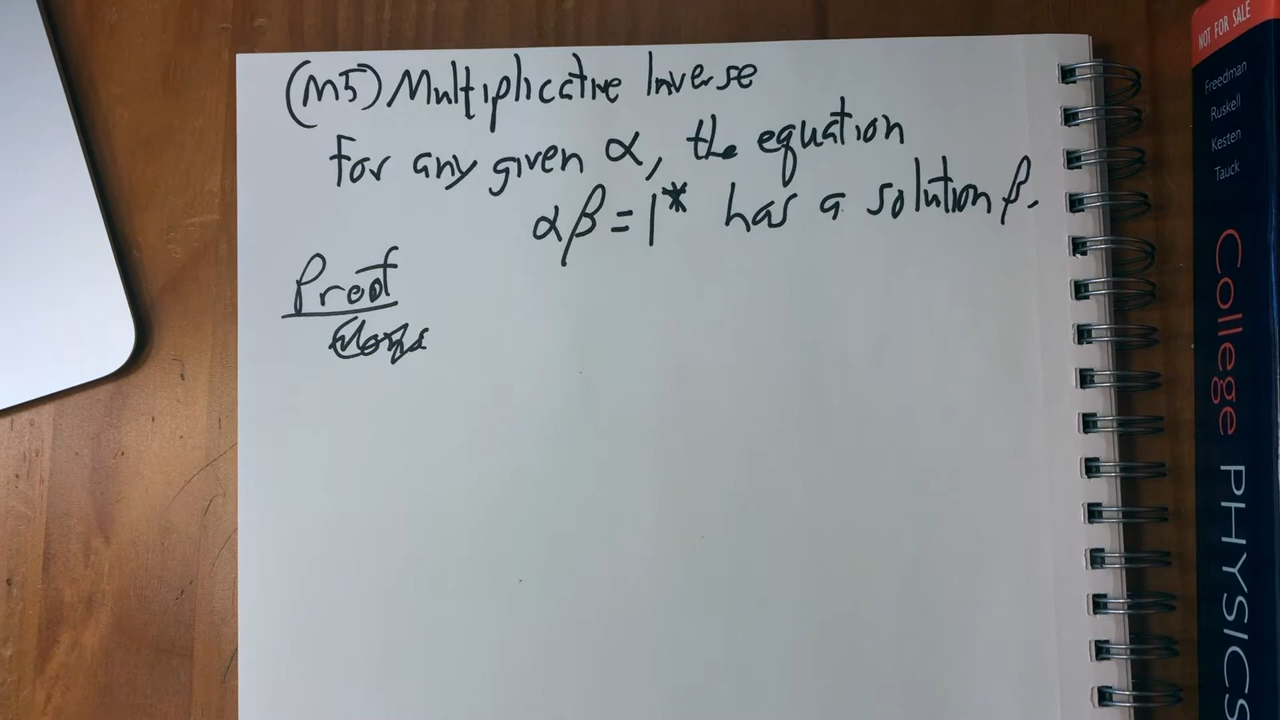 (M5) Multiplicative Inverse
For any given α, the equation
αβ = 1* has a solution β.
Proof
NOT FOR SALE
Freedman
Ruskell
Kesten
Tauck
College PHYSICS